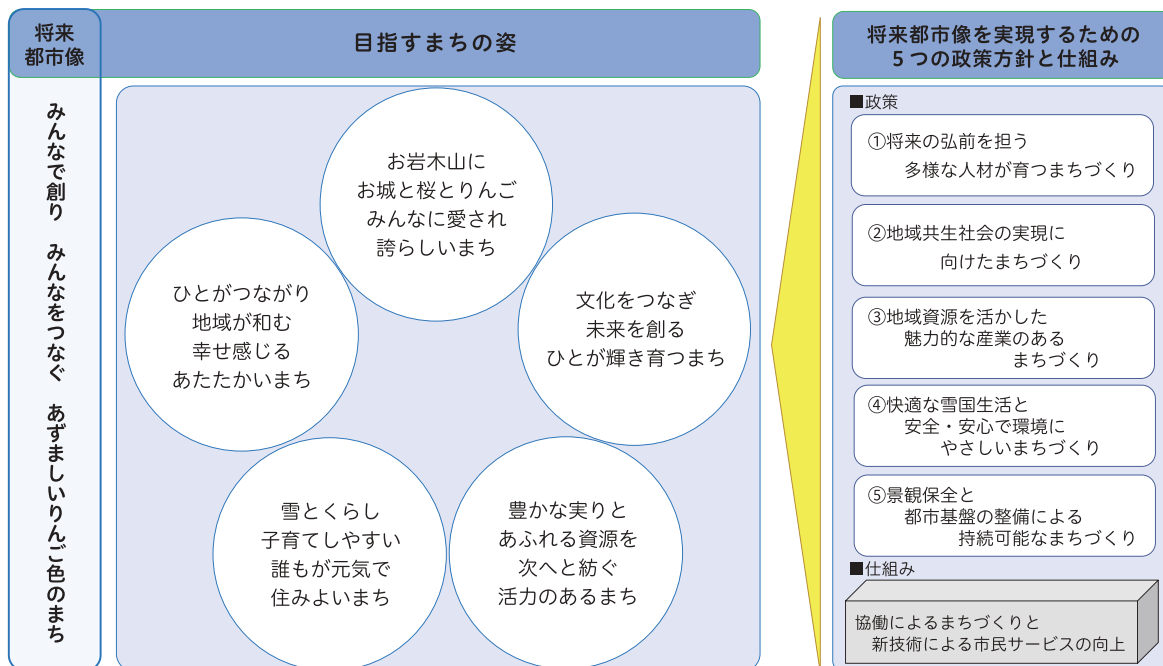 将来
都市像
みんなで創り　みんなをつなぐ　あずましいりんご色のまち
目指すまちの姿
お岩木山に
お城と桜とりんご
みんなに愛され
誇らしいまち
ひとがつながり
地域が和む
幸せ感じる
あたたかいまち
文化をつなぎ
未来を創る
ひとが輝き育つまち
雪とくらし
子育てしやすい
誰もが元気で
住みよいまち
豊かな実りと
あふれる資源を
次へと紡ぐ
活力のあるまち
将来都市像を実現するための
5つの政策方針と仕組み
■政策
①将来の弘前を担う
多様な人材が育つまちづくり
②地域共生社会の実現に
向けたまちづくり
③地域資源を活かした
魅力的な産業のある
まちづくり
④快適な雪国生活と
安全・安心で環境に
やさしいまちづくり
⑤景観保全と
都市基盤の整備による
持続可能なまちづくり
■仕組み
協働によるまちづくりと
新技術による市民サービスの向上